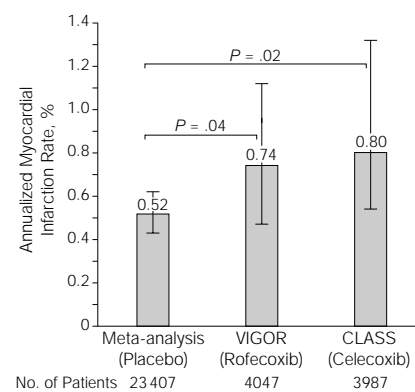 1.4
1.2
1.0
0.8
0.6
0.4
0.2
0
Annualized Myocardial
Infarction Rate, %
P = .02
P = .04
0.52
0.74
0.80
Meta-analysis
(Placebo)
VIGOR
(Rofecoxib)
CLASS
(Celecoxib)
No. of Patients 23 407 4047 3987